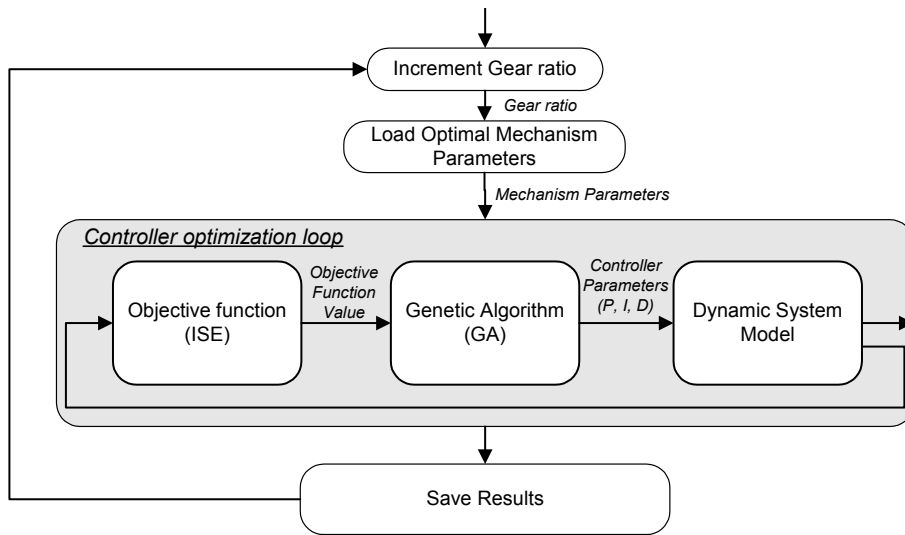 Increment Gear ratio
Gear ratio
Load Optimal Mechanism
Parameters
Mechanism Parameters
Controller optimization loop
Objective function
(ISE)
Objective
Function
Value
Genetic Algorithm
(GA)
Controller
Parameters
(P, I, D)
Dynamic System
Model
Save Results